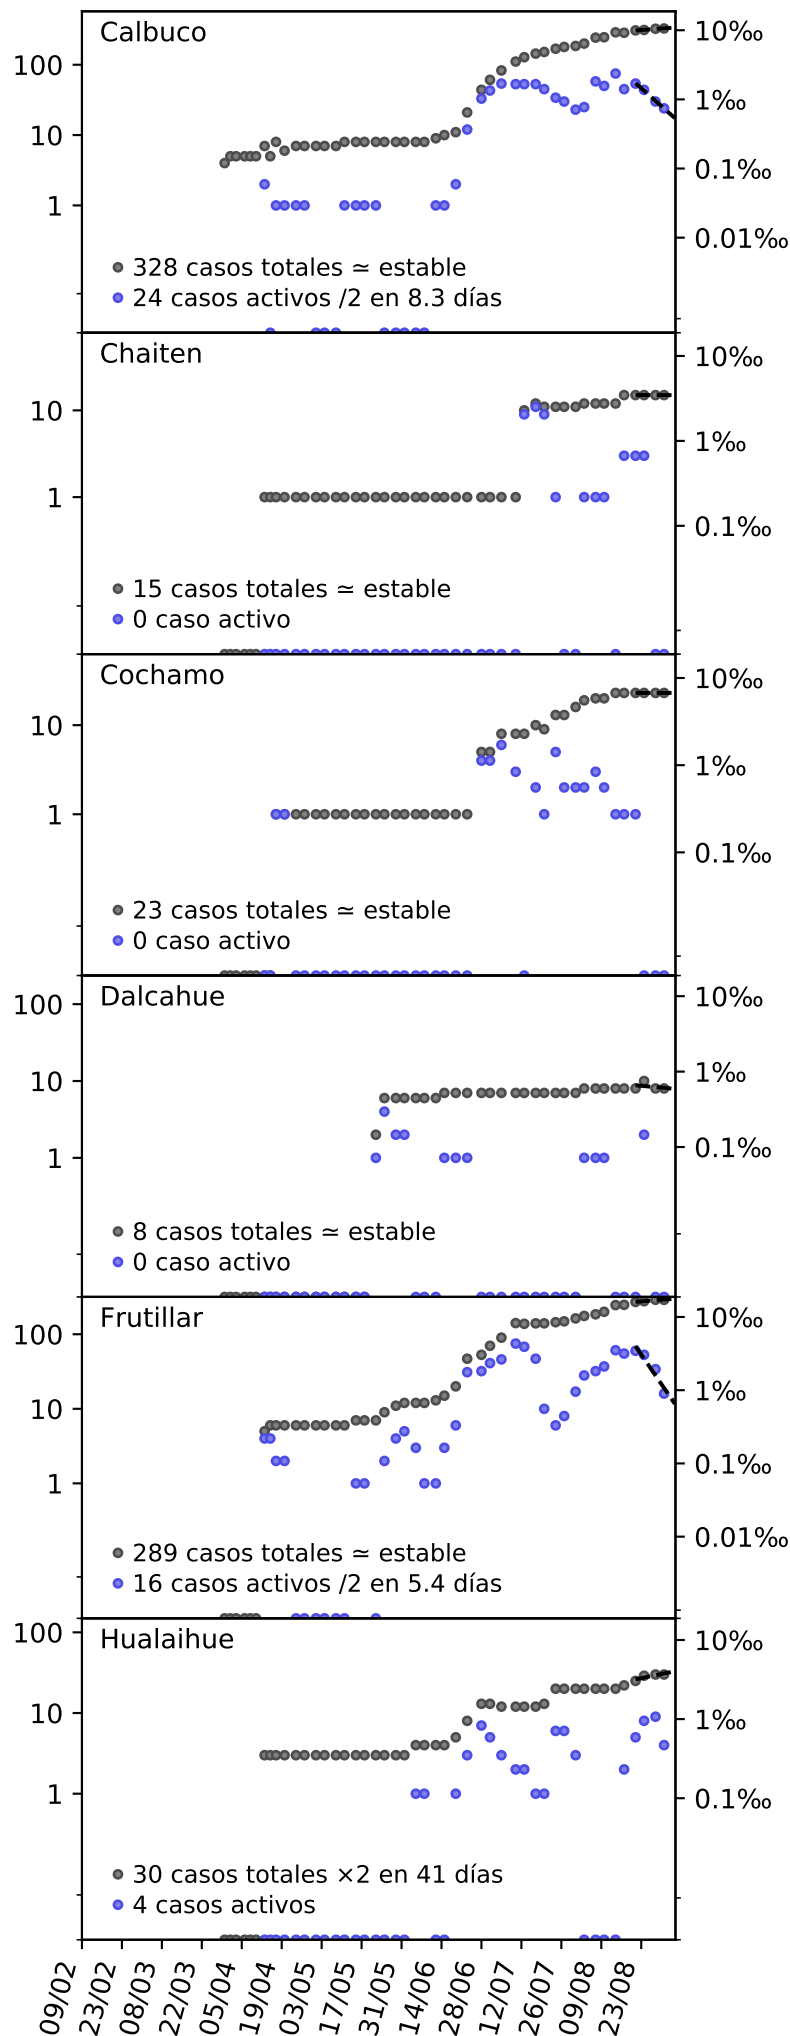 Calbuco
100
10
1
10‰
1‰
0.1‰
0.01‰
328 casos totales ≃ estable
24 casos activos /2 en 8.3 días
Chaiten
10
1
10‰
1‰
0.1‰
15 casos totales ≃ estable
0 caso activo
Cochamo
10
1
10‰
1‰
0.1‰
23 casos totales ≃ estable
0 caso activo
Dalcahue
100
10
1
10‰
1‰
0.1‰
8 casos totales ≃ estable
0 caso activo
Frutillar
100
10
1
10‰
1‰
0.1‰
0.01‰
289 casos totales ≃ estable
16 casos activos /2 en 5.4 días
Hualaihue
100
10
1
10‰
1‰
0.1‰
30 casos totales ×2 en 41 días
4 casos activos
09/02
23/02
08/03
22/03
05/04
19/04
03/05
17/05
31/05
14/06
28/06
12/07
26/07
09/08
23/08